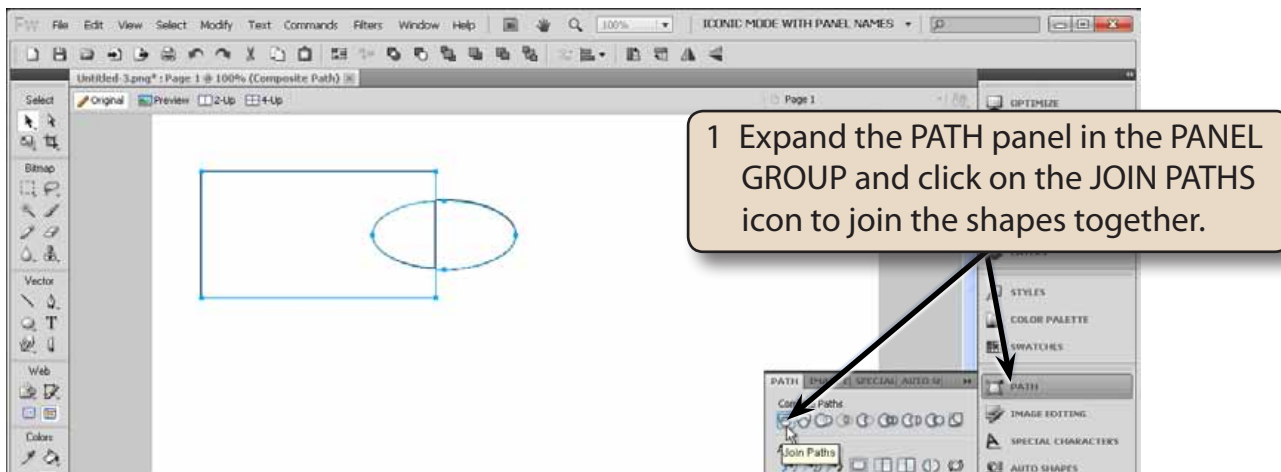 Fw File Edit View Select Modify Text Commands Filters Window Help 100% ICONIC MODE WITH PANEL NAMES
Untitled-3.png* : Page 1 @ 100% (Composite Path)
Select Original Preview 2-Up 4-Up Page 1 OPTIMIZE
1 Expand the PATH panel in the PANEL
GROUP and click on the JOIN PATHS
icon to join the shapes together.
Bitmap
Vector
STYLES
COLOR PALETTE
SWATCHES
Web
PATH SPECIAL AUTO S PATH
Paths
IMAGE EDITING
Colors
Join Paths
SPECIAL CHARACTERS
AUTO SHAPES